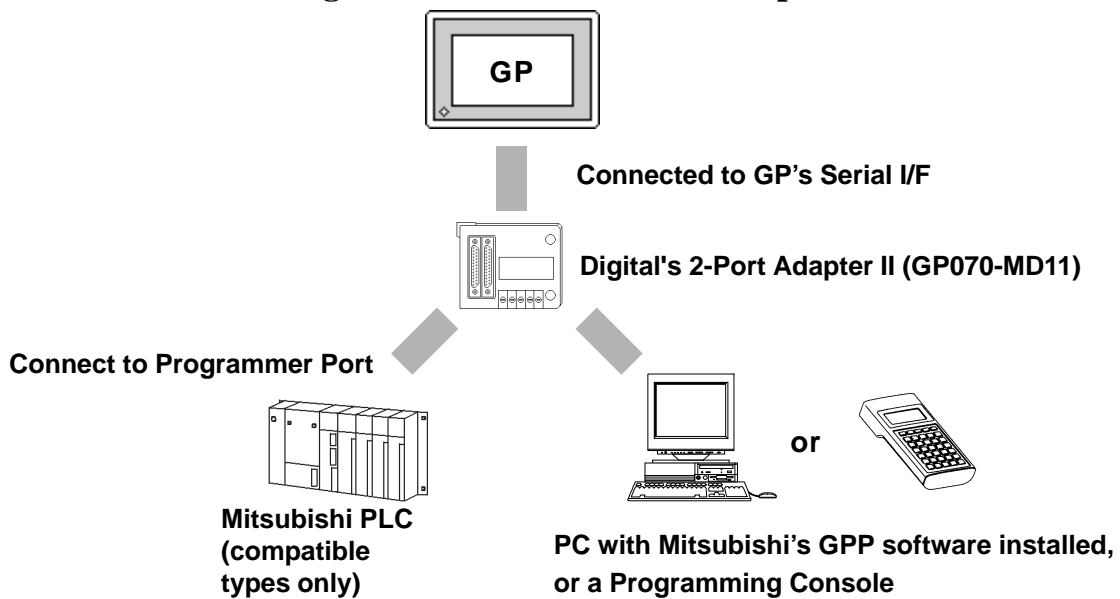 GP
Connected to GP’s Serial I/F
Digital's 2-Port Adapter II (GP070-MD11)
Connect to Programmer Port
or
Mitsubishi PLC
(compatible
types only)
PC with Mitsubishi’s GPP software installed,
or a Programming Console